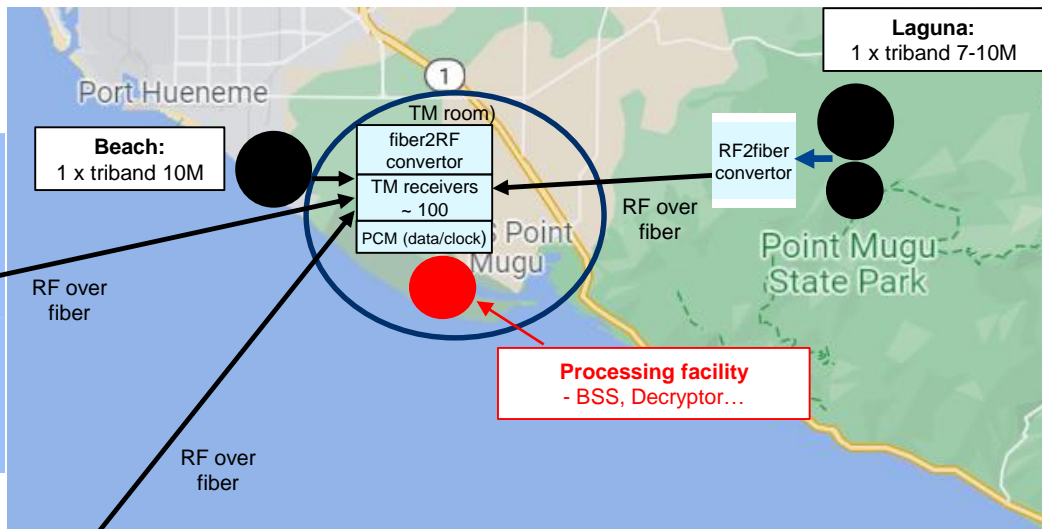 Port Hueneme
1
Laguna:
1 x triband 7-10M
Beach:
1 x triband 10M
TM room)
fiber2RF
convertor
TM receivers
~ 100
PCM (data/clock)
RF2fiber
convertor
RF over
fiber
S Point
Mugu
Point Mugu
State Park
RF over
fiber
Processing facility
- BSS, Decryptor…
RF over
fiber